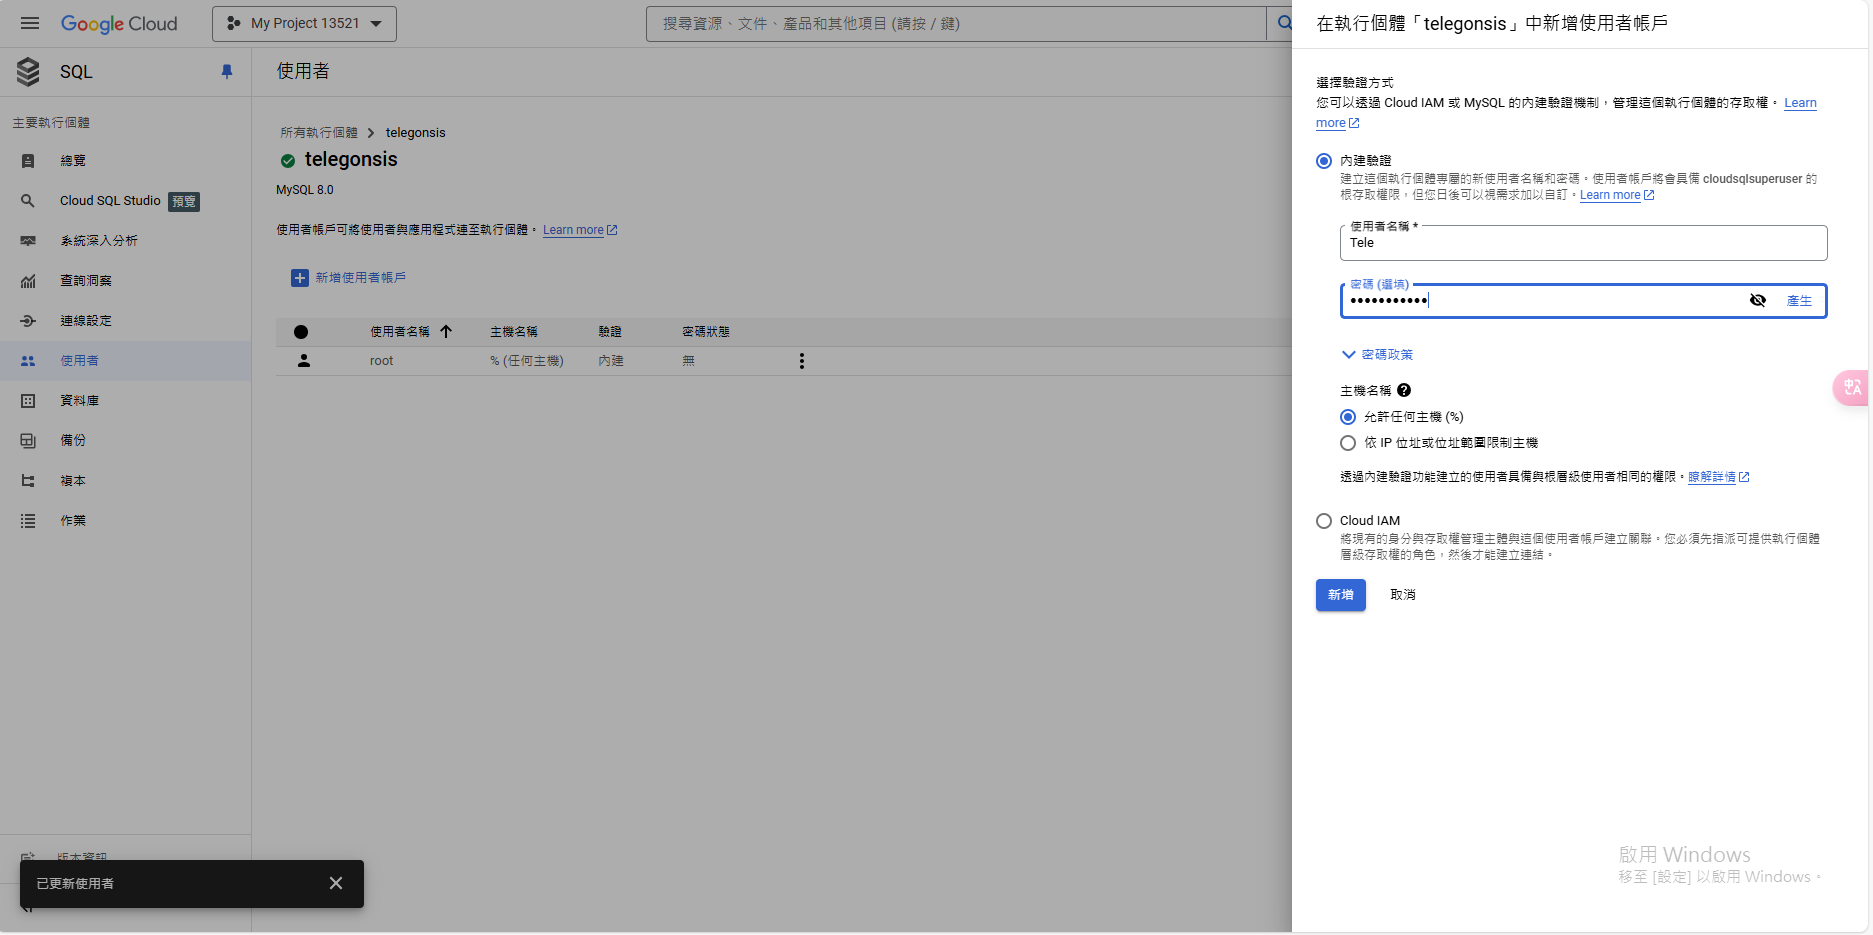 Google Cloud
My Project 13521
搜尋資源、文件、產品和其他項目 (請按 / 鍵)
SQL
使用者
主要執行個體
總覽
Cloud SQL Studio 預覽
系統深入分析
查詢洞察
連線設定
使用者
資料庫
備份
複本
作業
版本資訊
已更新使用者
所有執行個體 telegonsis
telegonsis
MySQL 8.0
使用者帳戶可將使用者與應用程式連至執行個體。 Learn more
新增使用者帳戶
使用者名稱 主機名稱 驗證 密碼狀態
root % (任何主機) 內建 無
在執行個體「telegonsis」中新增使用者帳戶
選擇驗證方式
您可以透過 Cloud IAM 或 MySQL 的內建驗證機制，管理這個執行個體的存取權。 Learn
more
內建驗證
建立這個執行個體專屬的新使用者名稱和密碼。使用者帳戶將會具備 cloudsqlsuperuser 的
根存取權限，但您日後可以視需求加以自訂。Learn more
使用者名稱 *
Tele
密碼 (選填)
•••••••••••
產生
密碼政策
主機名稱
允許任何主機 (%)
依 IP 位址或位址範圍限制主機
透過內建驗證功能建立的使用者具備與根層級使用者相同的權限。瞭解詳情
Cloud IAM
將現有的身分與存取權管理主體與這個使用者帳戶建立關聯。您必須先指派可提供執行個體
層級存取權的角色，然後才能建立連結。
新增 取消
中 A
啟用 Windows
移至 [設定] 以啟用 Windows。